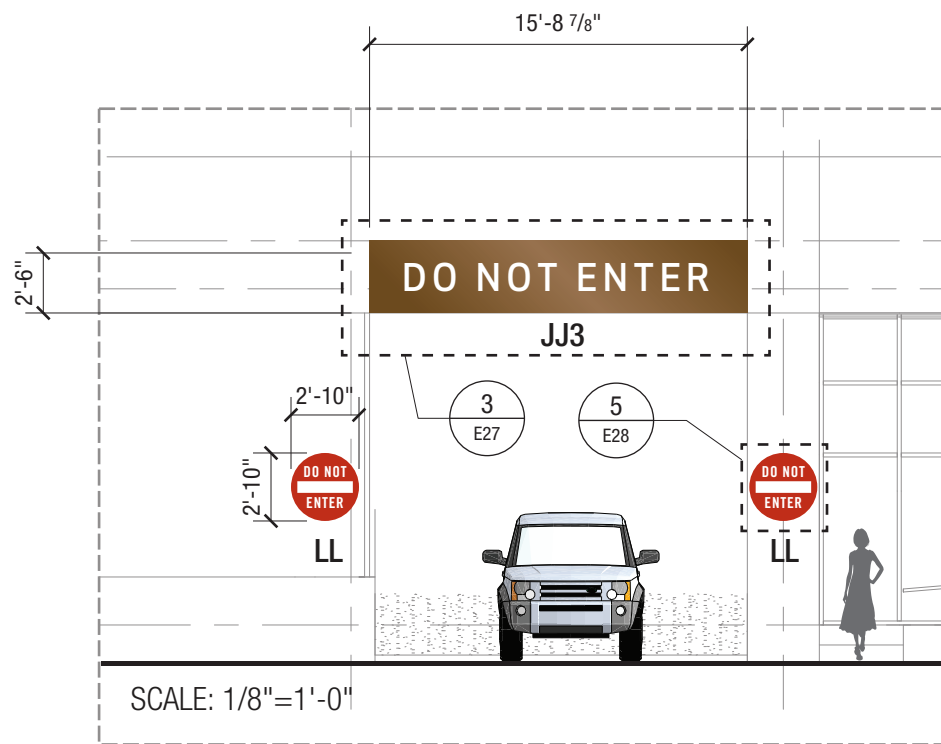 15'-8 7/8"
2'-6"
DO NOT ENTER
JJ3
2'-10"
3
E27
5
E28
2'-10"
DO NOT
ENTER
LL
DO NOT
ENTER
LL
SCALE: 1/8"=1'-0"